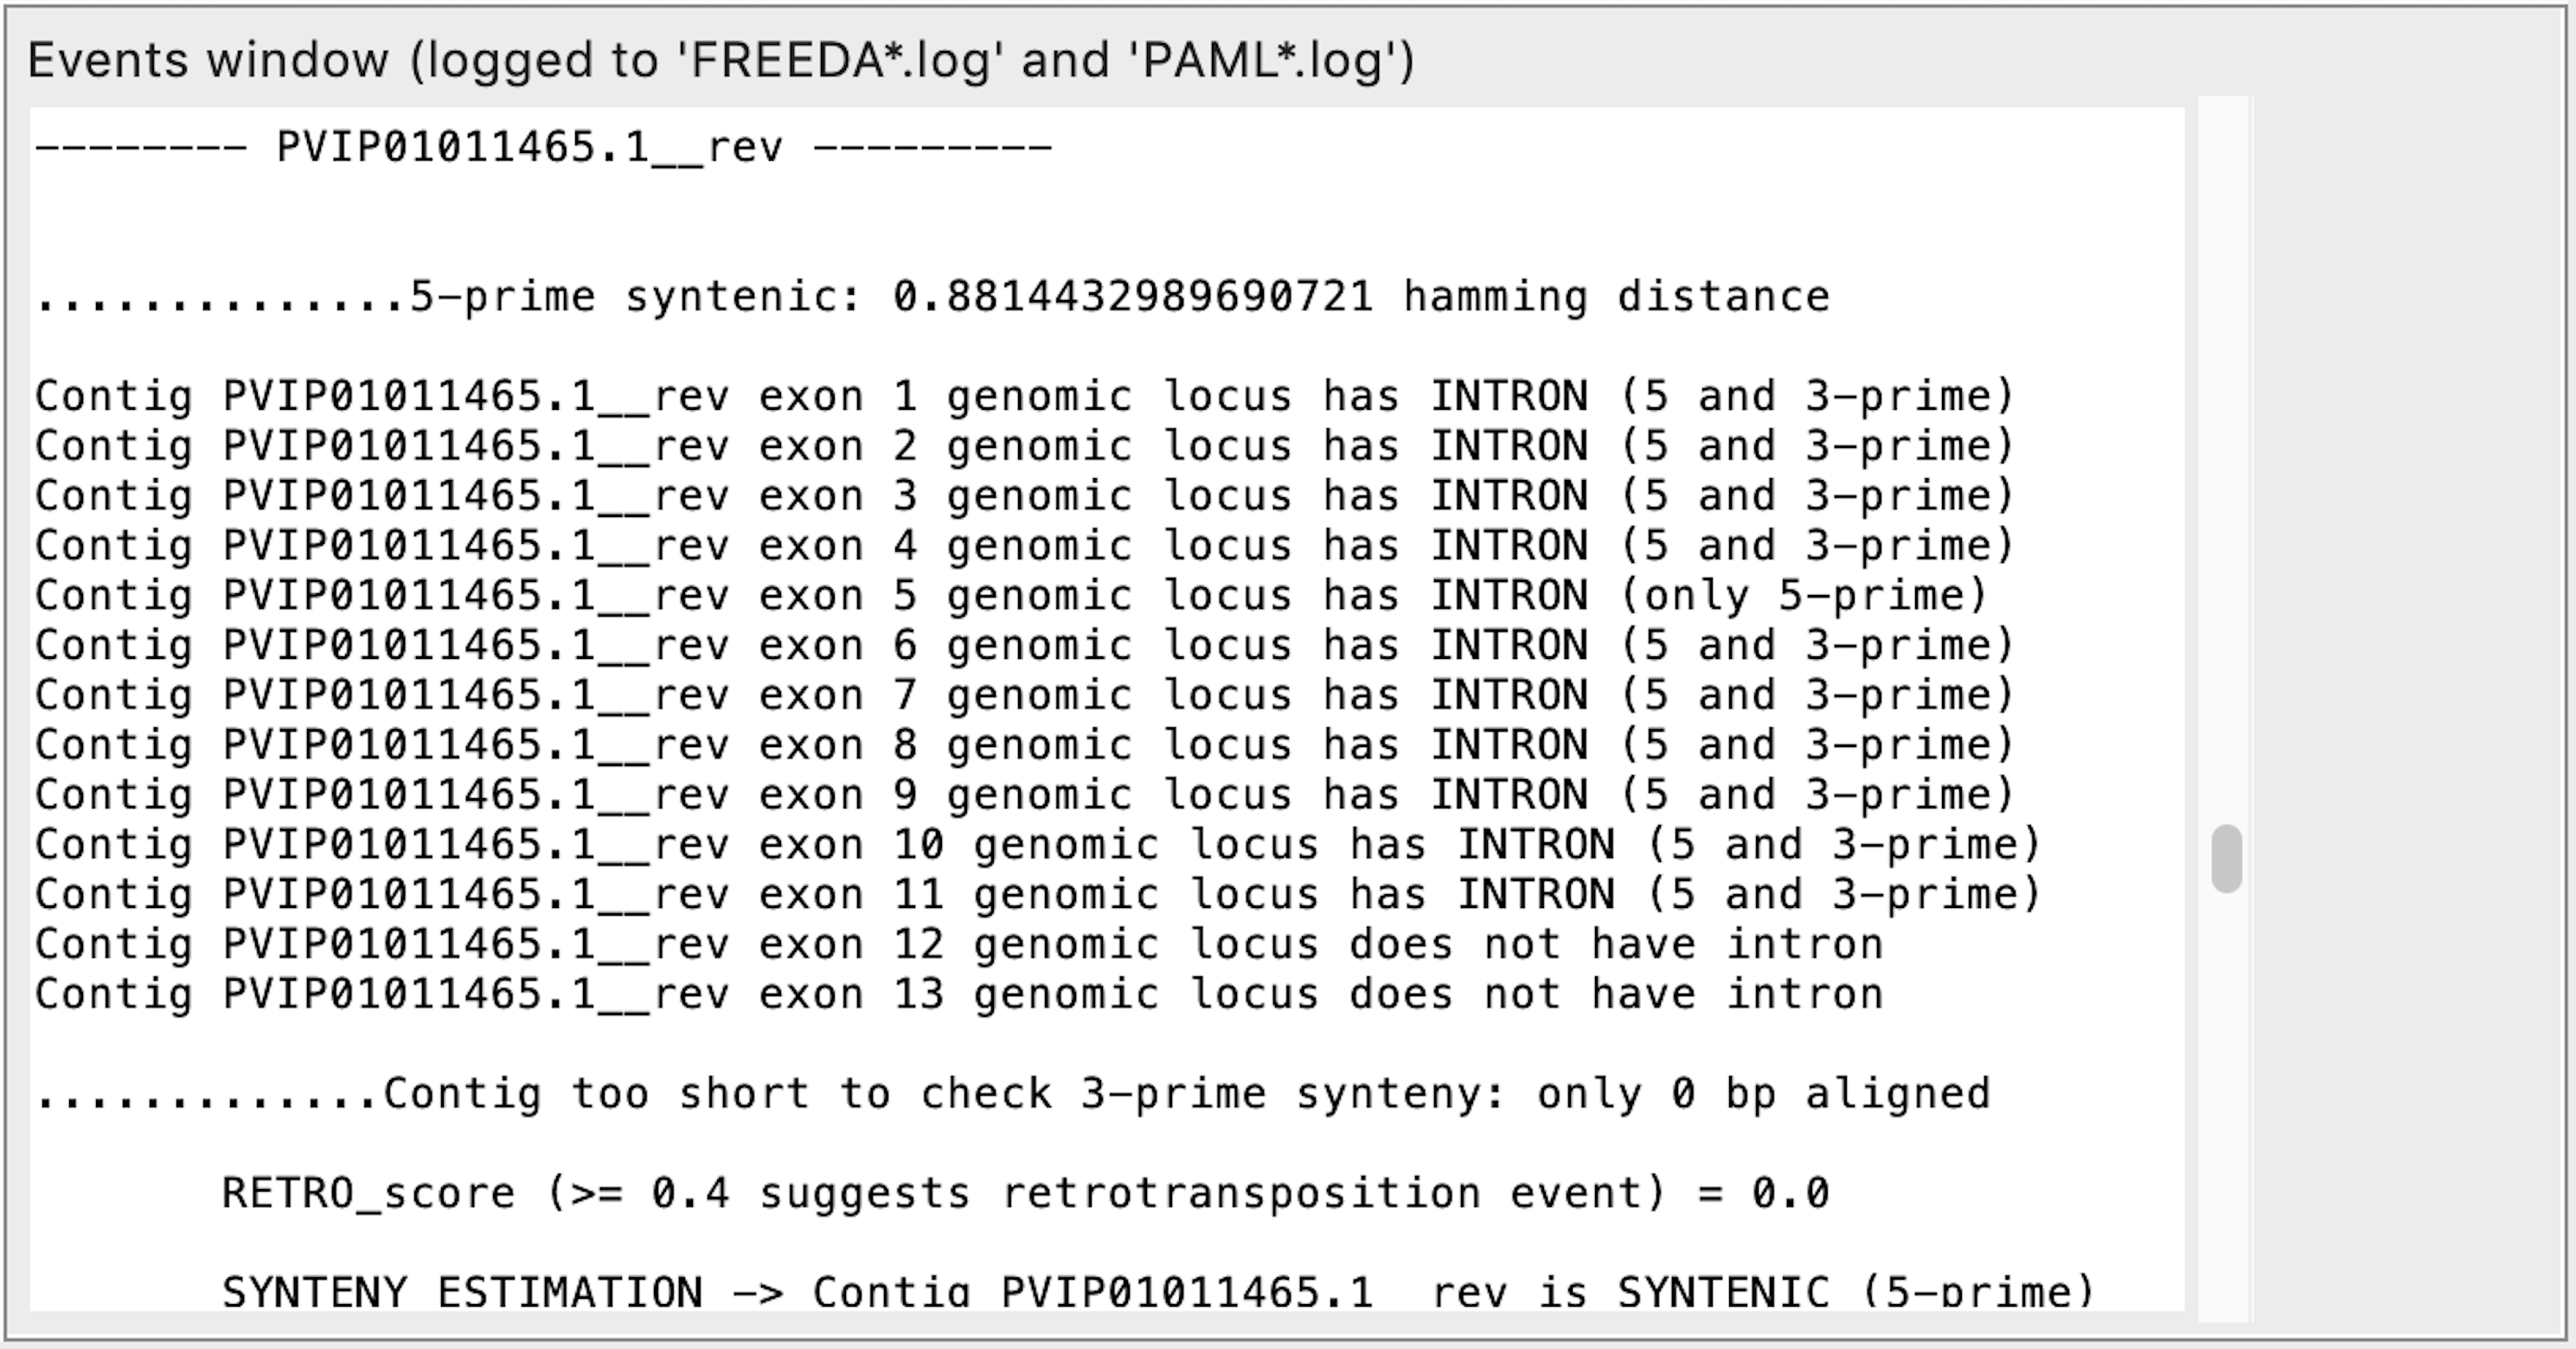 Events window (logged to 'FREEDA*.log' and 'PAML*.log')
-------- PVIP01011465.1__rev ---------
..............5-prime syntenic: 0.8814432989690721 hamming distance
Contig PVIP01011465.1__rev exon 1 genomic locus has INTRON (5 and 3-prime)
Contig PVIP01011465.1__rev exon 2 genomic locus has INTRON (5 and 3-prime)
Contig PVIP01011465.1__rev exon 3 genomic locus has INTRON (5 and 3-prime)
Contig PVIP01011465.1__rev exon 4 genomic locus has INTRON (5 and 3-prime)
Contig PVIP01011465.1__rev exon 5 genomic locus has INTRON (only 5-prime)
Contig PVIP01011465.1__rev exon 6 genomic locus has INTRON (5 and 3-prime)
Contig PVIP01011465.1__rev exon 7 genomic locus has INTRON (5 and 3-prime)
Contig PVIP01011465.1__rev exon 8 genomic locus has INTRON (5 and 3-prime)
Contig PVIP01011465.1__rev exon 9 genomic locus has INTRON (5 and 3-prime)
Contig PVIP01011465.1__rev exon 10 genomic locus has INTRON (5 and 3-prime)
Contig PVIP01011465.1__rev exon 11 genomic locus has INTRON (5 and 3-prime)
Contig PVIP01011465.1__rev exon 12 genomic locus does not have intron
Contig PVIP01011465.1__rev exon 13 genomic locus does not have intron
.............Contig too short to check 3-prime synteny: only 0 bp aligned
RETRO_score (>= 0.4 suggests retrotransposition event) = 0.0
SYNTENY ESTIMATION -> Contig PVIP01011465.1__rev is SYNTENIC (5-prime)